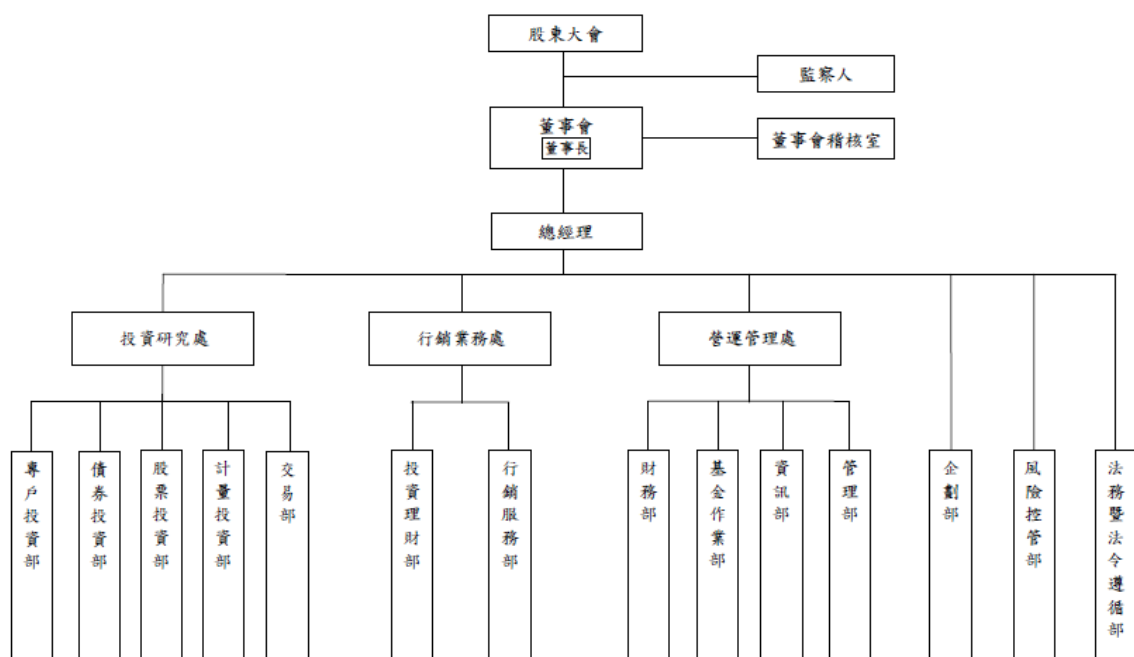 股東大會
監察人
董事會
董事長
董事會稽核室
總經理
投資研究處
行銷業務處
營運管理處
專戶投資部
債券投資部
股票投資部
計量投資部
交易部
投資理財部
行銷服務部
財務部
基金作業部
資訊部
管理部
企劃部
風險控管部
法務暨法令遵循部